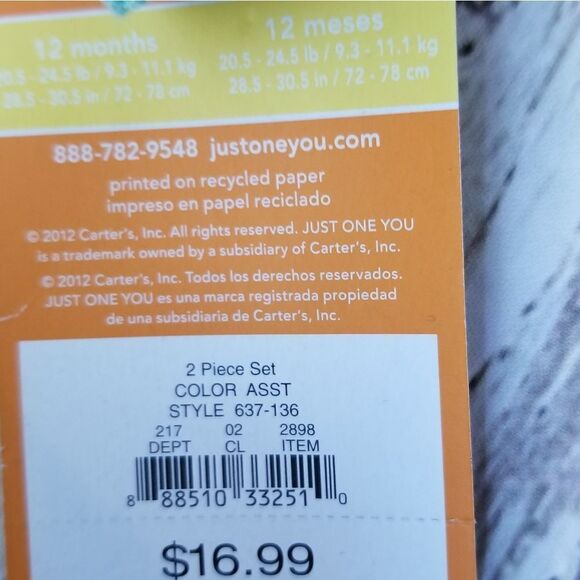 12 months
20.5 - 24.5 lb / 9.3 - 11.1 kg
28.5 - 30.5 in / 72 - 78 cm
12 meses
20.5 - 24.5 lb / 9.3 - 11.1 kg
28.5 - 30.5 in / 72 - 78 cm
888-782-9548 justoneyou.com
printed on recycled paper
impreso en papel reciclado
© 2012 Carter's, Inc. All rights reserved. JUST ONE YOU
is a trademark owned by a subsidiary of Carter's, Inc.
© 2012 Carter's, Inc. Todos los derechos reservados.
JUST ONE YOU es una marca registrada propiedad
de una subsidiaria de Carter's, Inc.
2 Piece Set
COLOR ASST
STYLE 637-136
217 02 2898
DEPT CL ITEM
8 88510 33251 0
$16.99